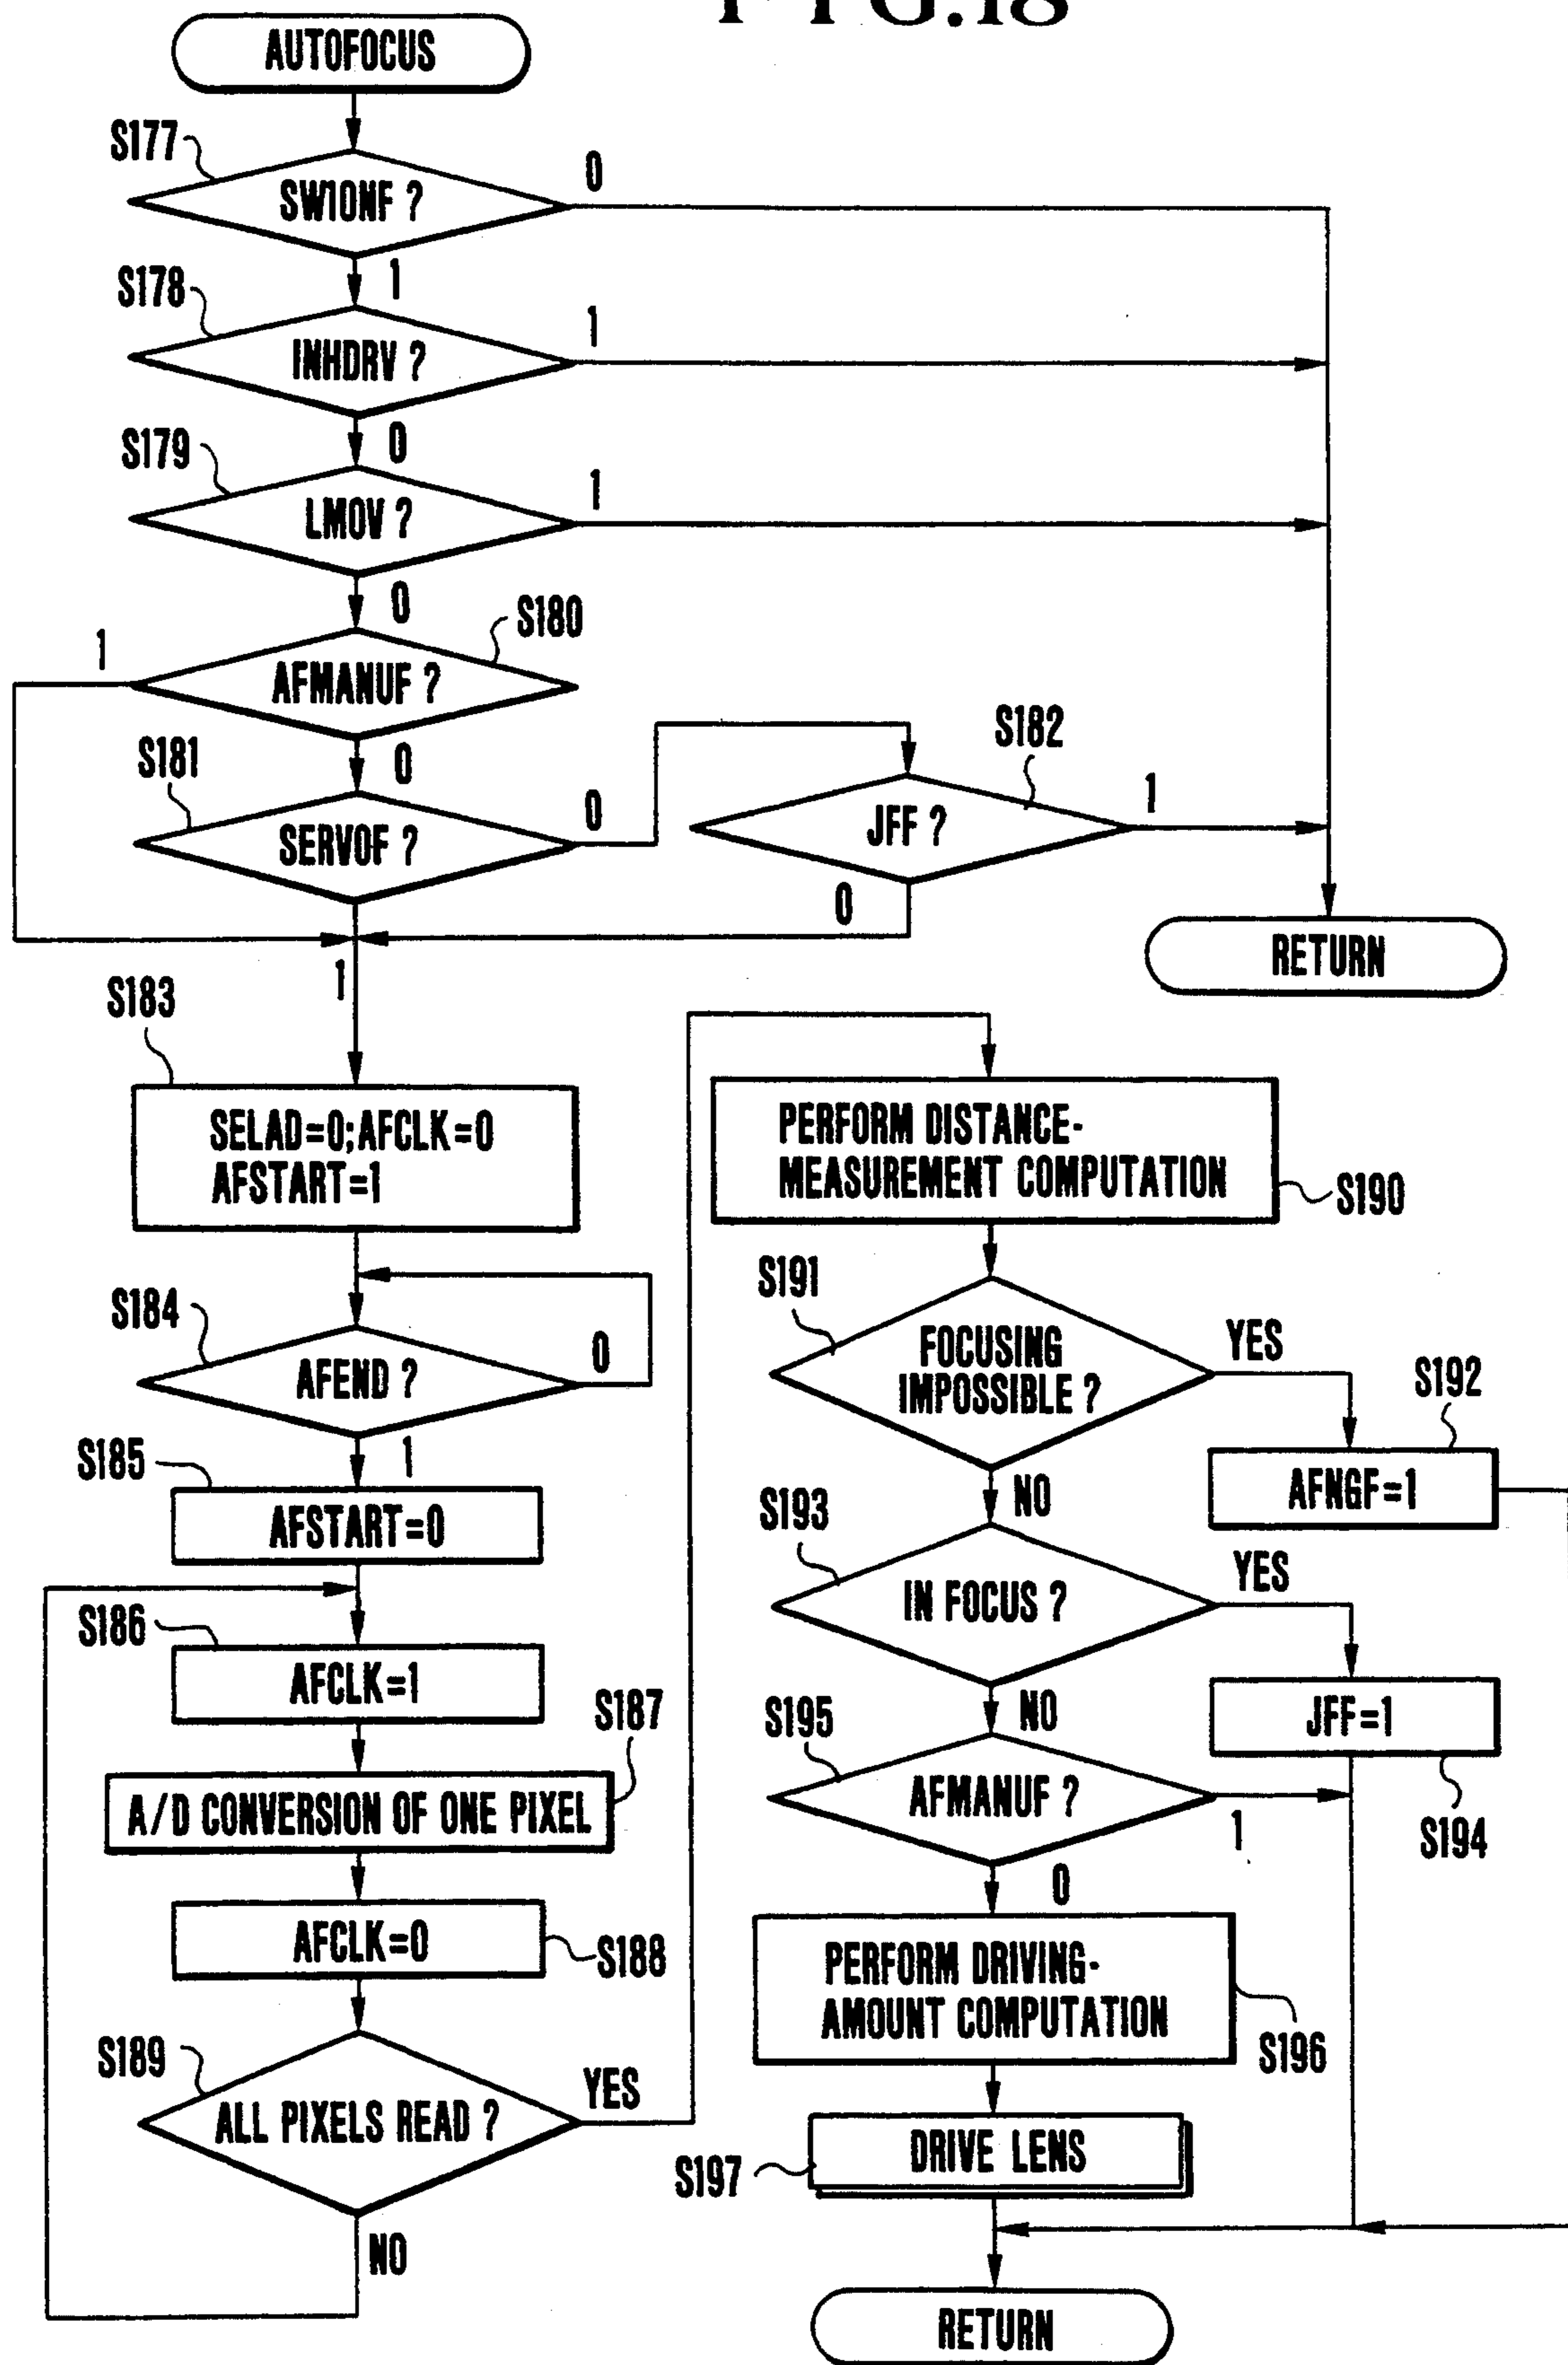 FIG.18
AUTOFOCUS
S177
SW1ONF ?
0
1
S178
INHDRV ?
1
0
S179
LMOV ?
1
0
S180
1
AFMANUF ?
0
S181
SERVOF ?
0
S182
JFF ?
1
0
RETURN
1
S183
SELAD=0;AFCLK=0
AFSTART=1
S184
AFEND ?
0
1
S185
AFSTART=0
S186
AFCLK=1
S187
A/D CONVERSION OF ONE PIXEL
AFCLK=0
S188
S189
ALL PIXELS READ ?
YES
NO
PERFORM DISTANCE-
MEASUREMENT COMPUTATION
S190
S191
FOCUSING
IMPOSSIBLE ?
YES
S192
AFNGF=1
NO
S193
IN FOCUS ?
YES
JFF=1
S194
NO
S195
AFMANUF ?
1
0
PERFORM DRIVING-
AMOUNT COMPUTATION
S196
S197
DRIVE LENS
RETURN